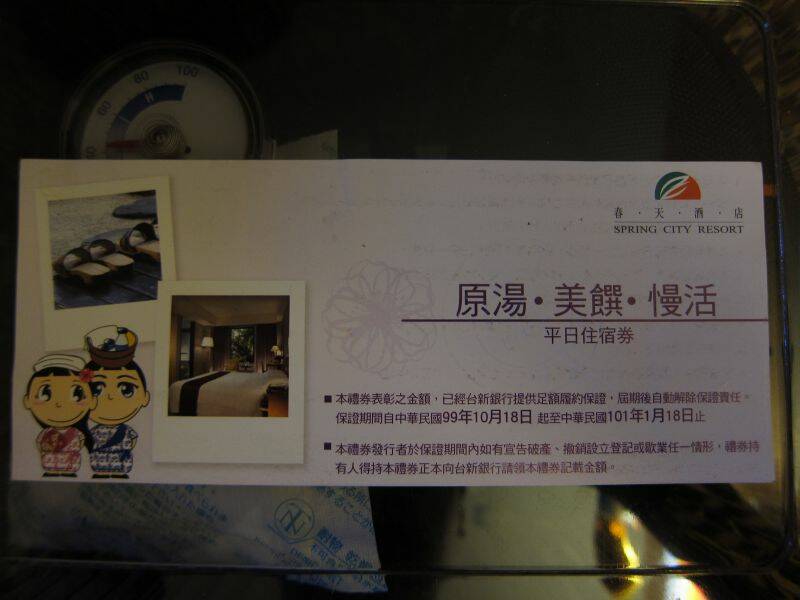 100
80
60
40
H
春・天・酒・店
SPRING CITY RESORT
原湯・美饌・慢活
平日住宿券
■ 本禮券表彰之金額，已經台新銀行提供足額履約保證，屆期後自動解除保證責任。
保證期間自中華民國99年10月18日 起至中華民國101年1月18日止
■ 本禮券發行者於保證期間內如有宣告破產、撤銷設立登記或歇業任一情形，禮券持
有人得持本禮券正本向台新銀行請領本禮券記載金額。